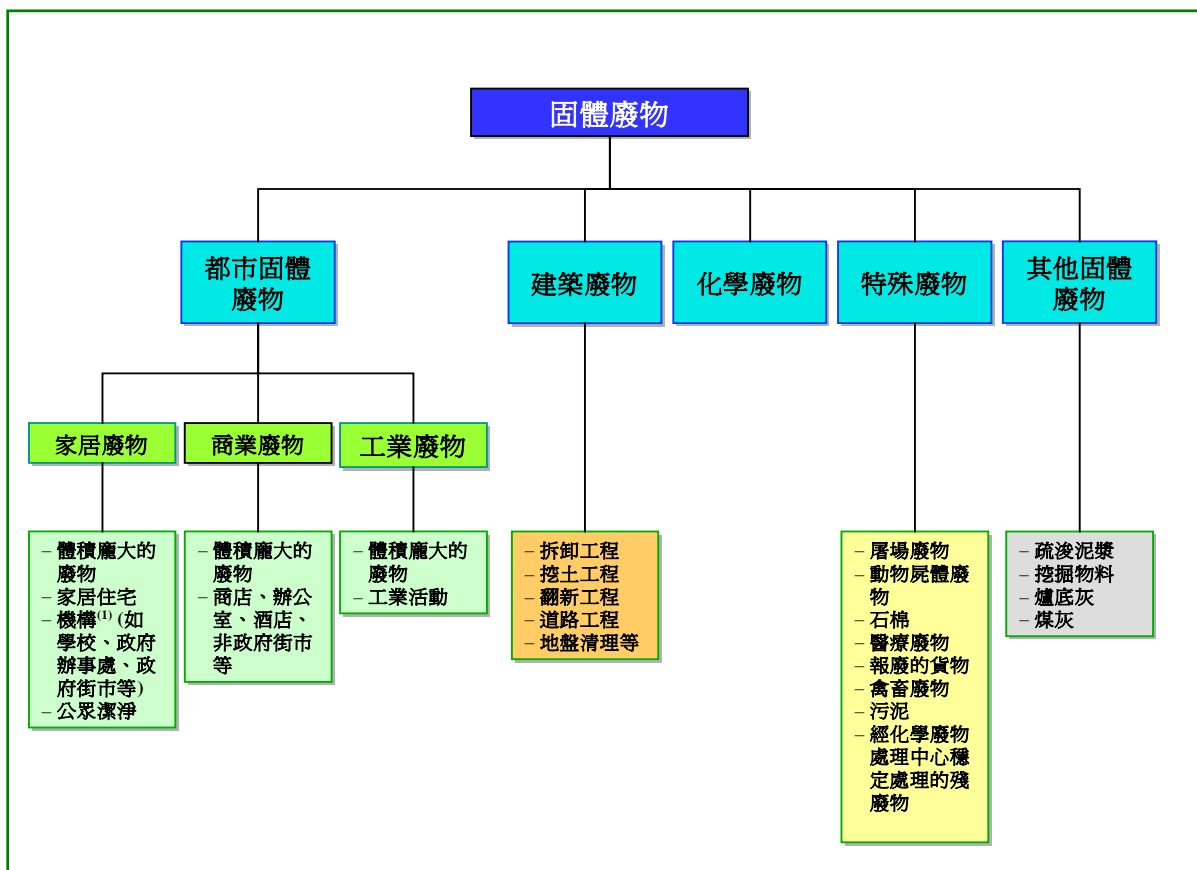 固體廢物
都市固體
廢物
建築廢物
化學廢物
特殊廢物
其他固體
廢物
家居廢物
商業廢物
工業廢物
– 體積龐大的
廢物
– 家居住宅
– 機構(1) (如
學校、政府
辦事處、政
府街市等)
– 公眾潔淨
– 體積龐大的
廢物
– 商店、辦公
室、酒店、
非政府街市
等
– 體積龐大的
廢物
– 工業活動
– 拆卸工程
– 挖土工程
– 翻新工程
– 道路工程
– 地盤清理等
– 屠場廢物
– 動物屍體廢
物
– 石棉
– 醫療廢物
– 報廢的貨物
– 禽畜廢物
– 污泥
– 經化學廢物
處理中心穩
定處理的殘
廢物
– 疏浚泥漿
– 挖掘物料
– 爐底灰
– 煤灰